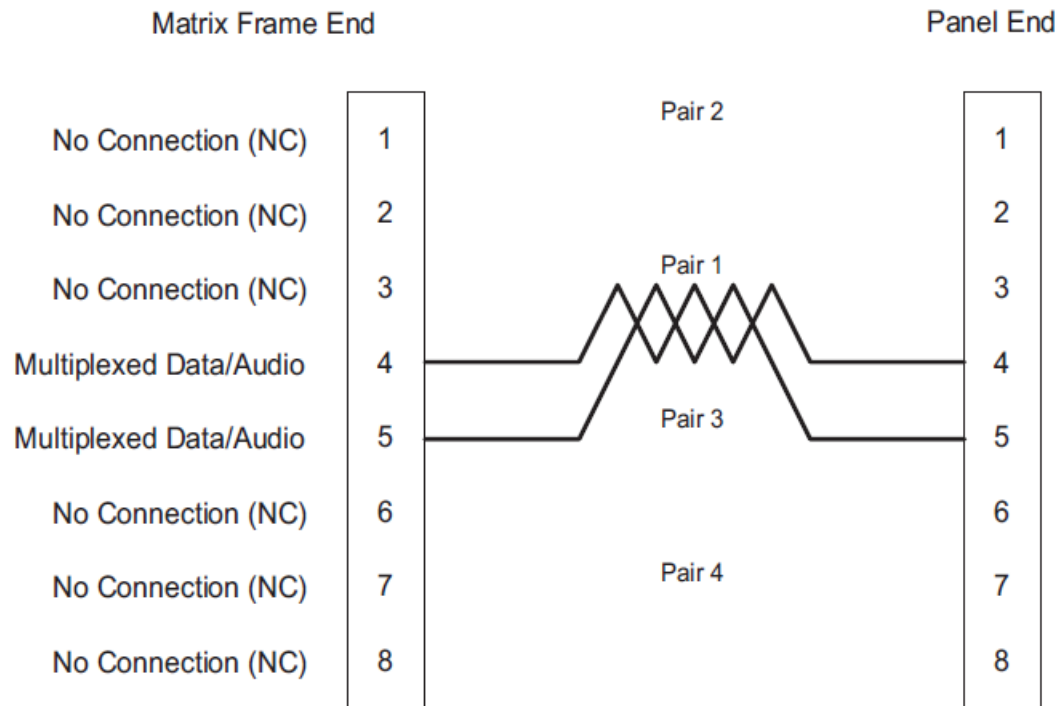 Matrix Frame End
Panel End
Pair 2
No Connection (NC) 1 1
No Connection (NC) 2 2
Pair 1
No Connection (NC) 3 3
Multiplexed Data/Audio 4 4
Pair 3
Multiplexed Data/Audio 5 5
No Connection (NC) 6 6
Pair 4
No Connection (NC) 7 7
No Connection (NC) 8 8